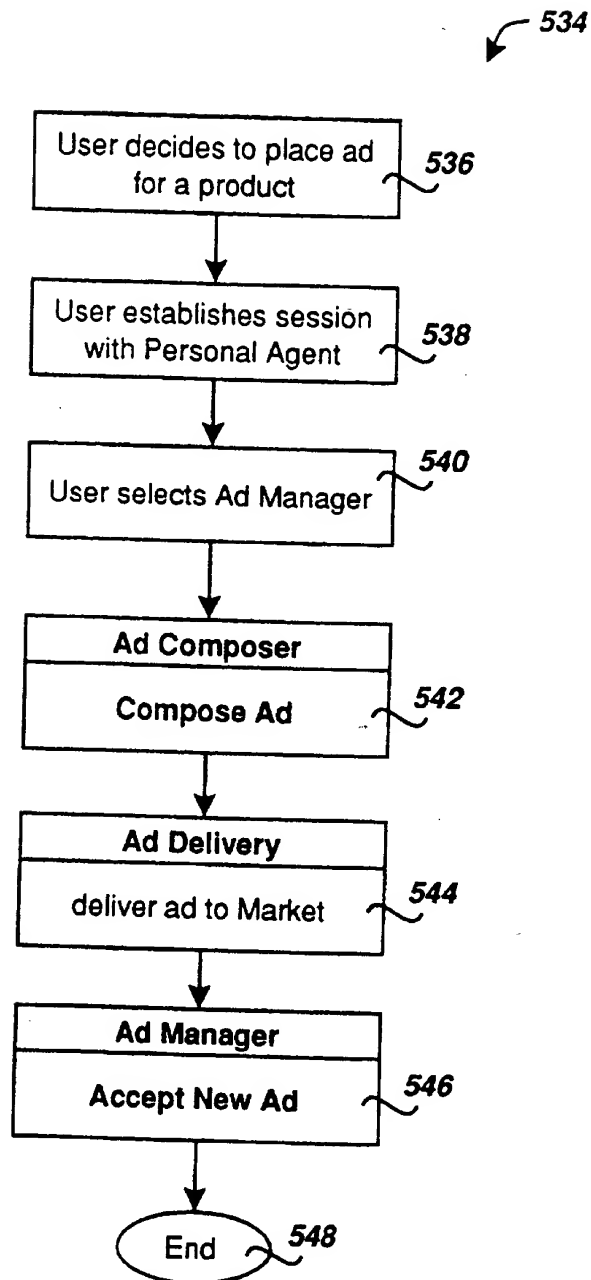 534
User decides to place ad
for a product
536
User establishes session
with Personal Agent
538
User selects Ad Manager
540
Ad Composer
Compose Ad
542
Ad Delivery
deliver ad to Market
544
Ad Manager
Accept New Ad
546
End
548